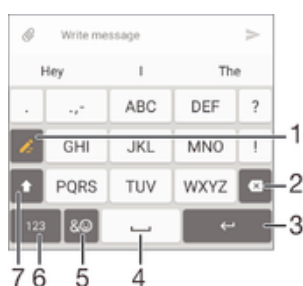 Write message
Hey I The
. .,- ABC DEF ?
GHI JKL MNO ! 1
PQRS TUV WXYZ 2
123 &☺ 3
7 6 5 4